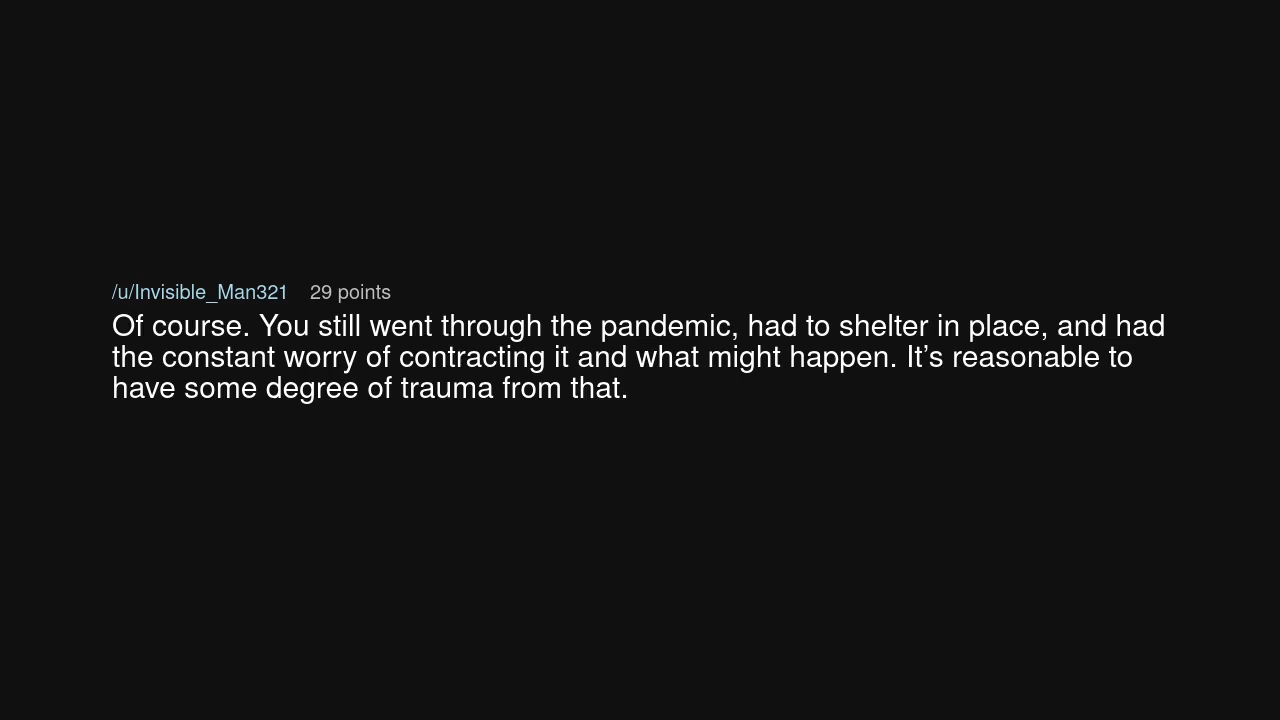 /u/Invisible_Man321 29 points
Of course. You still went through the pandemic, had to shelter in place, and had
the constant worry of contracting it and what might happen. It’s reasonable to
have some degree of trauma from that.